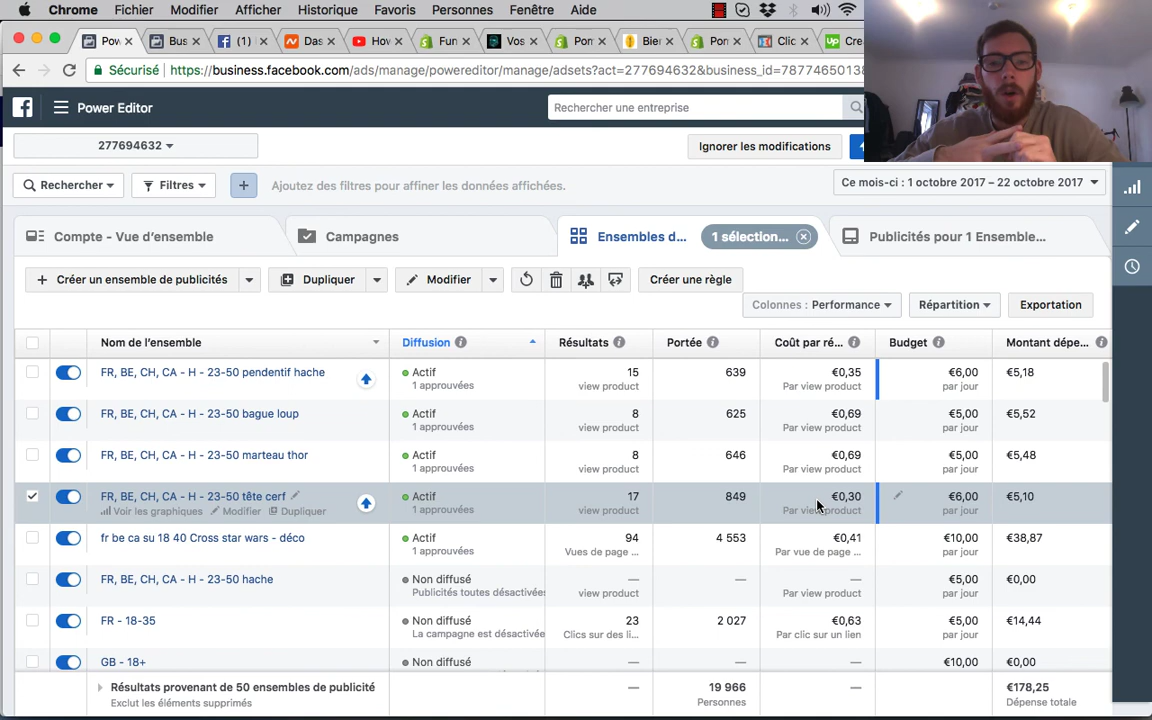 Chrome Fichier Modifier Afficher Historique Favoris Personnes Fenêtre Aide
Pow Bus (1) Das How Fun Vos Pom Bier Pom Clic Crea
Sécurisé https://business.facebook.com/ads/manage/powereditor/manage/adsets?act=277694632&business_id=7877465013
Power Editor
Rechercher une entreprise
277694632
Ignorer les modifications
Rechercher
Filtres
Ajoutez des filtres pour affiner les données affichées.
Ce mois-ci : 1 octobre 2017 – 22 octobre 2017
Compte - Vue d'ensemble
Campagnes
Ensembles d...
1 sélection...
Publicités pour 1 Ensemble...
Créer un ensemble de publicités
Dupliquer
Modifier
Créer une règle
Colonnes : Performance
Répartition
Exportation
Nom de l'ensemble Diffusion Résultats Portée Coût par ré... Budget Montant dépe...
FR, BE, CH, CA - H - 23-50 pendentif hache Actif 15 639 €0,35 €6,00 €5,18
1 approuvées view product Par view product par jour
FR, BE, CH, CA - H - 23-50 bague loup Actif 8 625 €0,69 €5,00 €5,52
1 approuvées view product Par view product par jour
FR, BE, CH, CA - H - 23-50 marteau thor Actif 8 646 €0,69 €5,00 €5,48
1 approuvées view product Par view product par jour
FR, BE, CH, CA - H - 23-50 tête cerf Actif 17 849 €0,30 €6,00 €5,10
Voir les graphiques Modifier Dupliquer 1 approuvées view product Par view product par jour
fr be ca su 18 40 Cross star wars - déco Actif 94 4 553 €0,41 €10,00 €38,87
1 approuvées Vues de page ... Par vue de page ... par jour
FR, BE, CH, CA - H - 23-50 hache Non diffusé — — — €5,00 €0,00
Publicités toutes désactivées view product Par view product par jour
FR - 18-35 Non diffusé 23 2 027 €0,63 €5,00 €14,44
La campagne est désactivée Clics sur des li... Par clic sur un lien par jour
GB - 18+ Non diffusé — — — €10,00 €0,00
Résultats provenant de 50 ensembles de publicité — 19 966 — €178,25
Exclut les éléments supprimés Personnes Dépense totale